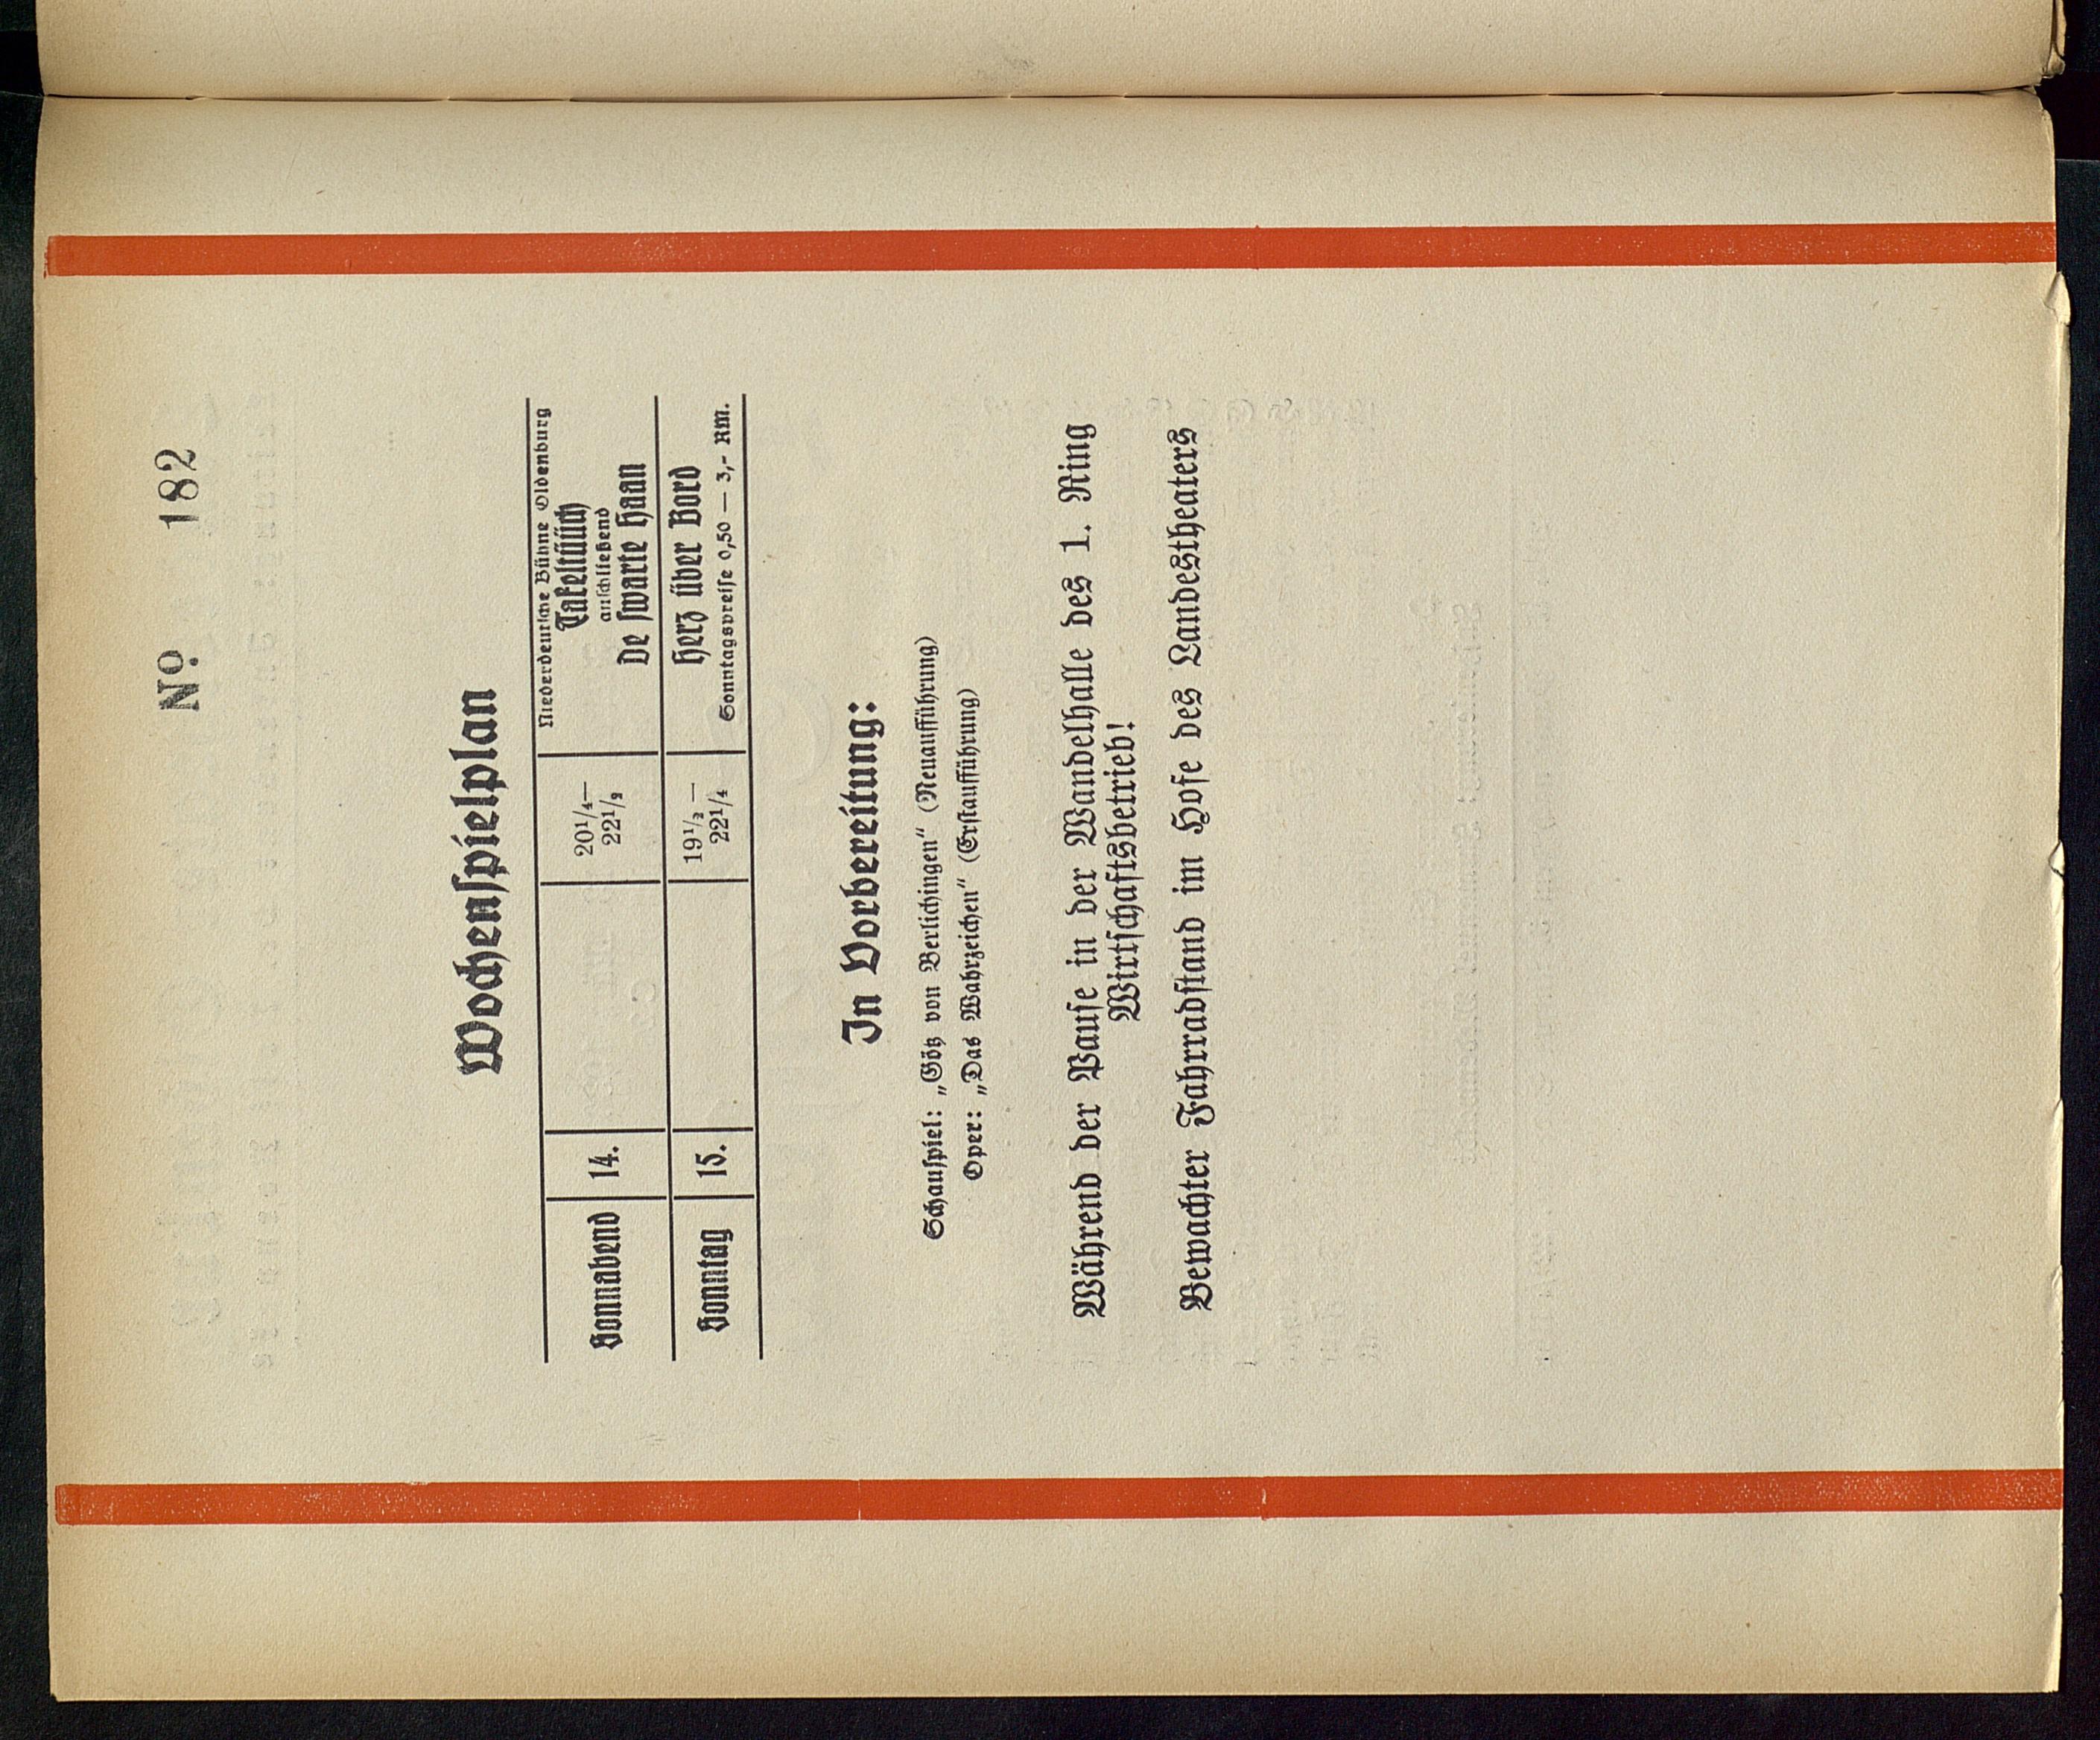 No. 182
Wochenspielplan
Sonnabend 14. 20¹/₄—22¹/₂ Niederdeutsche Bühne Oldenburg
Takeltüüch
anschließend
De swarte Haan
Sonntag 15. 19¹/₂—22¹/₄ Herz über Bord
Sonntagspreise 0,50 — 3,- RM.
In Vorbereitung:
Schauspiel: „Götz von Berlichingen“ (Neuaufführung)
Oper: „Das Wahrzeichen“ (Erstaufführung)
Während der Pause in der Wandelhalle des 1. Ring
Wirtschaftsbetrieb!
Bewachter Fahrradstand im Hofe des Landestheaters